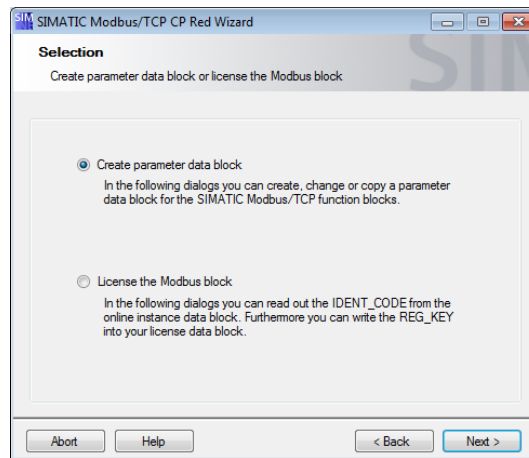 SIM SIMATIC Modbus/TCP CP Red Wizard
Selection
Create parameter data block or license the Modbus block
SIM
Create parameter data block
In the following dialogs you can create, change or copy a parameter
data block for the SIMATIC Modbus/TCP function blocks.
License the Modbus block
In the following dialogs you can read out the IDENT_CODE from the
online instance data block. Furthermore you can write the REG_KEY
into your license data block.
Abort Help < Back Next >